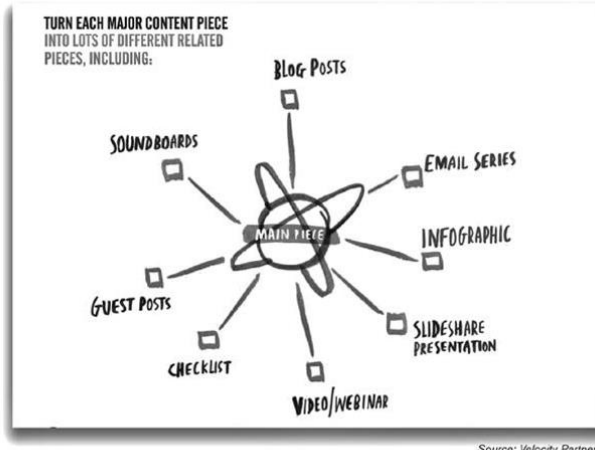 TURN EACH MAJOR CONTENT PIECE
INTO LOTS OF DIFFERENT RELATED
PIECES, INCLUDING:
BLOG POSTS
SOUNDBOARDS
EMAIL SERIES
MAIN PIECE
INFOGRAPHIC
GUEST POSTS
SLIDESHARE
PRESENTATION
CHECKLIST
VIDEO/WEBINAR
Source: Velocity Partner